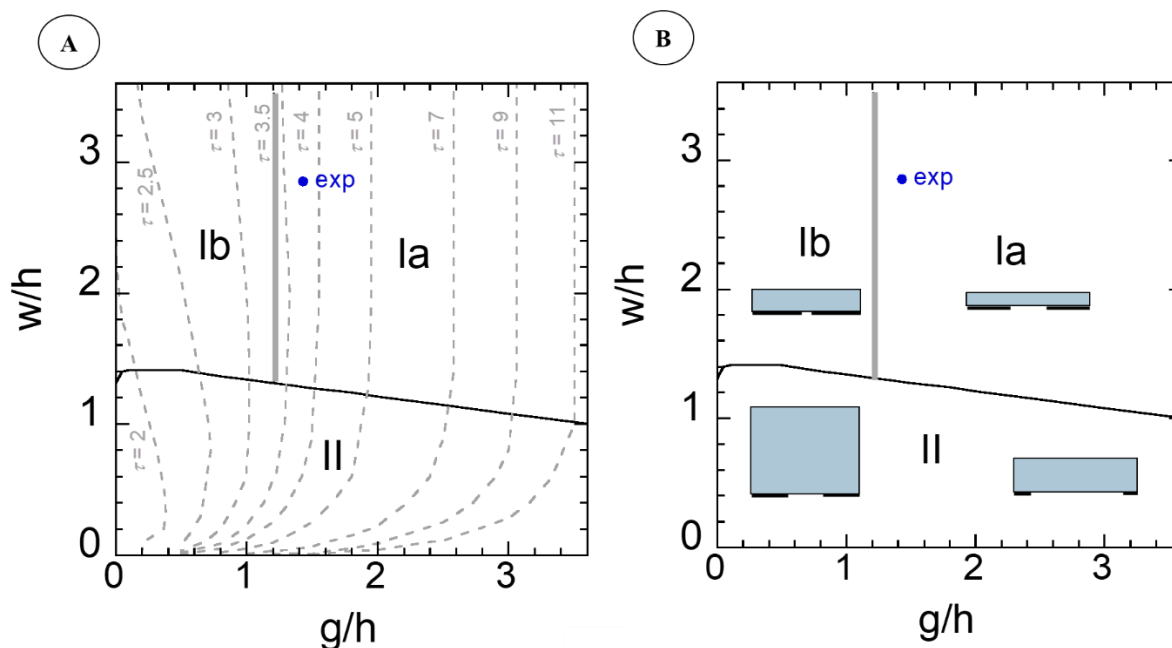 A
B
τ = 2.5
τ = 3
τ = 3.5
τ = 4
τ = 5
τ = 7
τ = 9
τ = 11
τ = 2
exp
Ib
Ia
II
3
2
1
0
w/h
0
1
2
3
g/h
exp
Ib
Ia
II
3
2
1
0
w/h
0
1
2
3
g/h